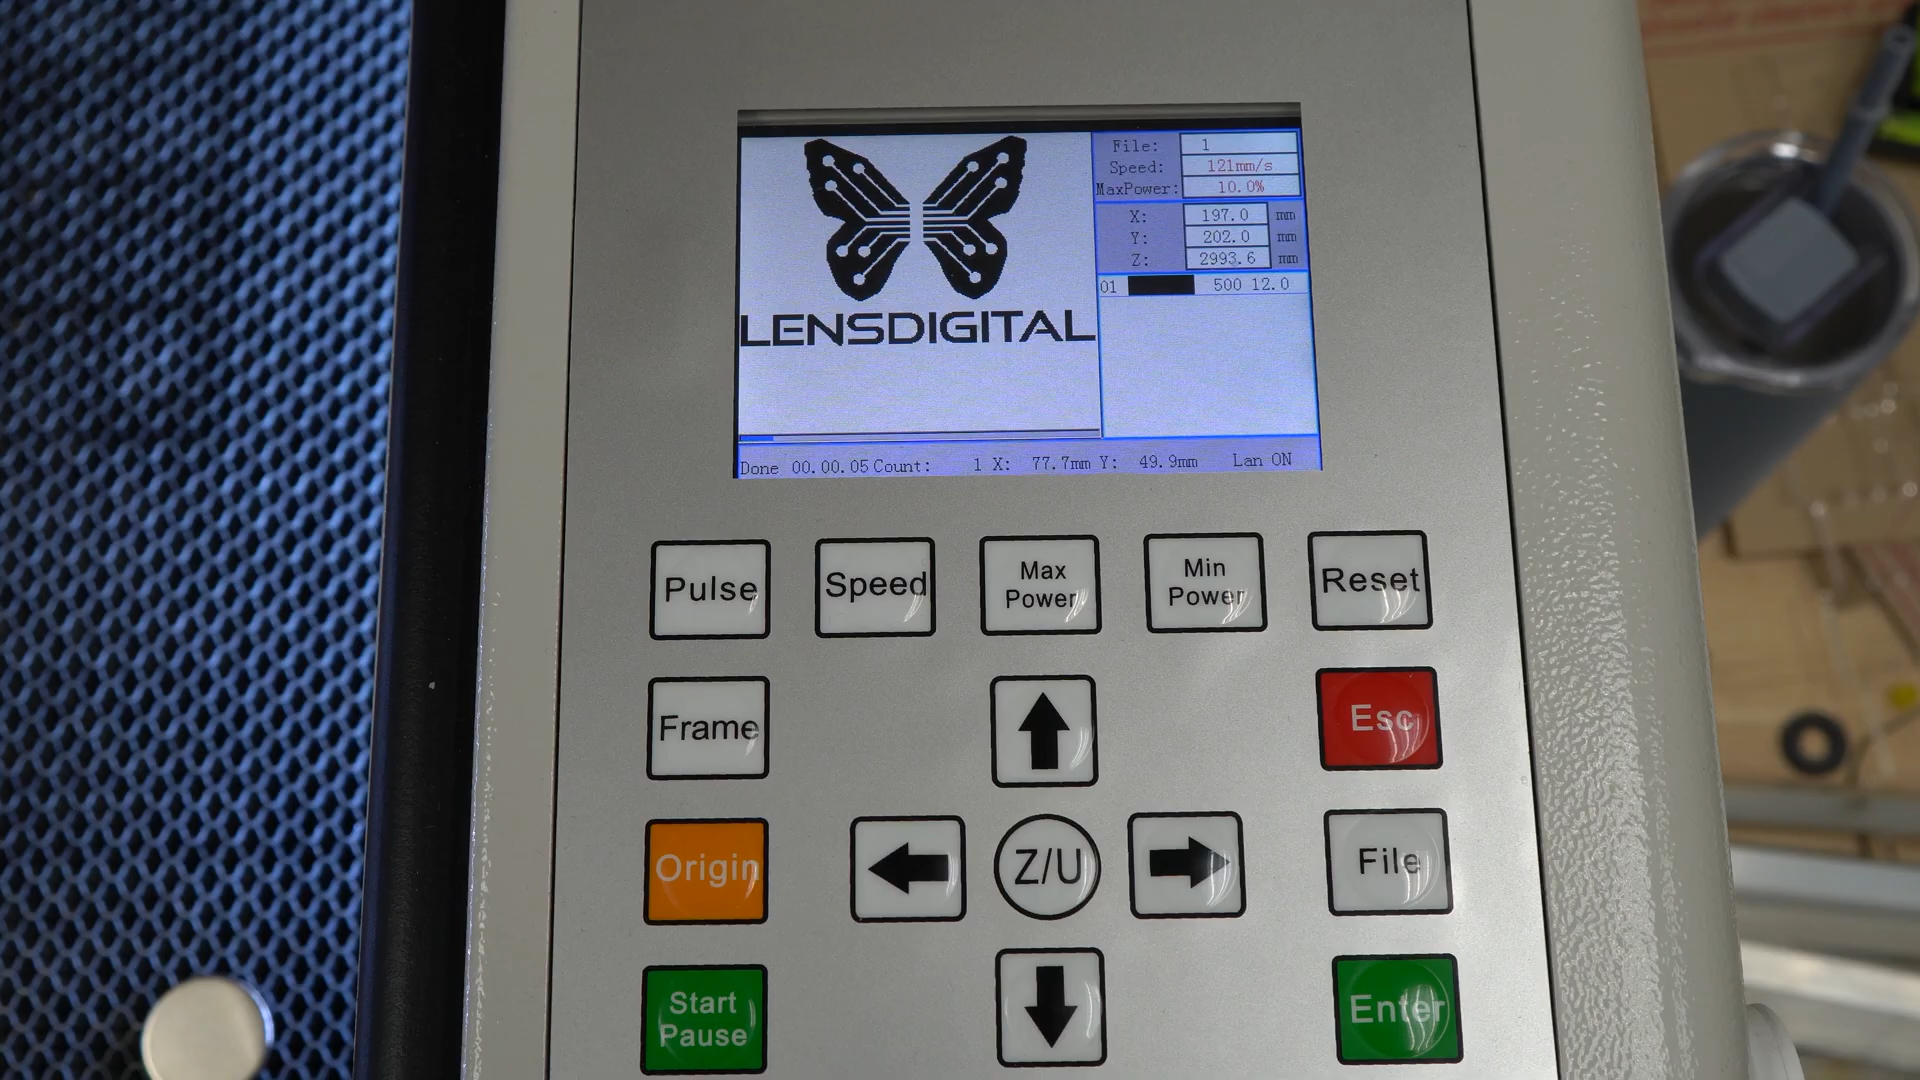 File: 1
Speed: 121mm/s
MaxPower: 10.0%
X: 197.0 mm
Y: 202.0 mm
Z: 2993.6 mm
01 500 12.0
LENSDIGITAL
Done 00.00.05 Count: 1 X: 77.7mm Y: 49.9mm Lan ON
Pulse
Speed
Max
Power
Min
Power
Reset
Frame
Esc
Origin
Z/U
File
Start
Pause
Enter